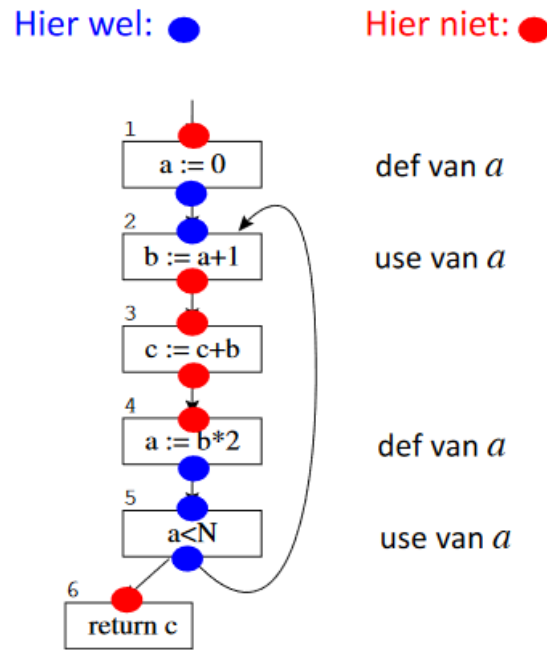 Hier wel:
Hier niet:
1
a := 0
def van a
2
b := a+1
use van a
3
c := c+b
4
a := b*2
def van a
5
a<N
use van a
6
return c